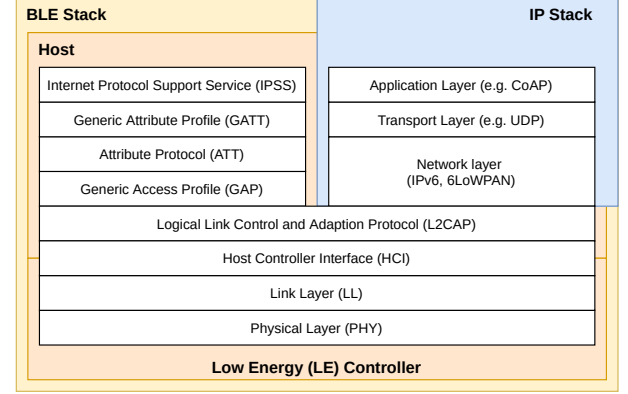 BLE Stack
IP Stack
Host
Internet Protocol Support Service (IPSS)
Generic Attribute Profile (GATT)
Attribute Protocol (ATT)
Generic Access Profile (GAP)
Application Layer (e.g. CoAP)
Transport Layer (e.g. UDP)
Network layer
(IPv6, 6LoWPAN)
Logical Link Control and Adaption Protocol (L2CAP)
Host Controller Interface (HCI)
Link Layer (LL)
Physical Layer (PHY)
Low Energy (LE) Controller